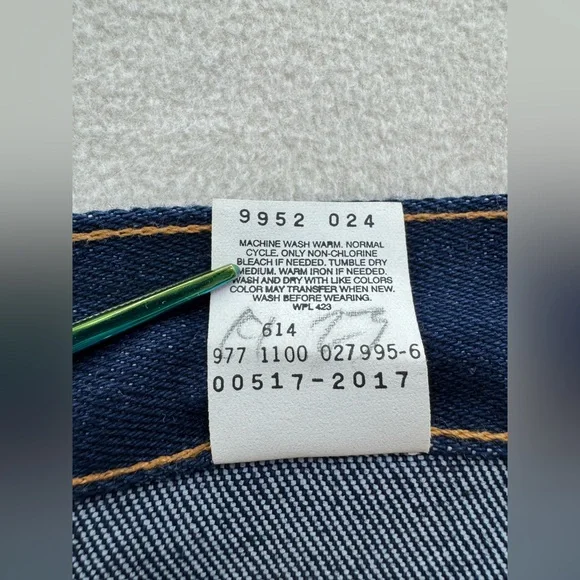 9952 024
MACHINE WASH WARM. NORMAL
CYCLE. ONLY NON-CHLORINE
BLEACH IF NEEDED. TUMBLE DRY
MEDIUM. WARM IRON IF NEEDED.
WASH AND DRY WITH LIKE COLORS
COLOR MAY TRANSFER WHEN NEW.
WASH BEFORE WEARING.
WPL 423
614
977 1100 027995-6
00517-2017